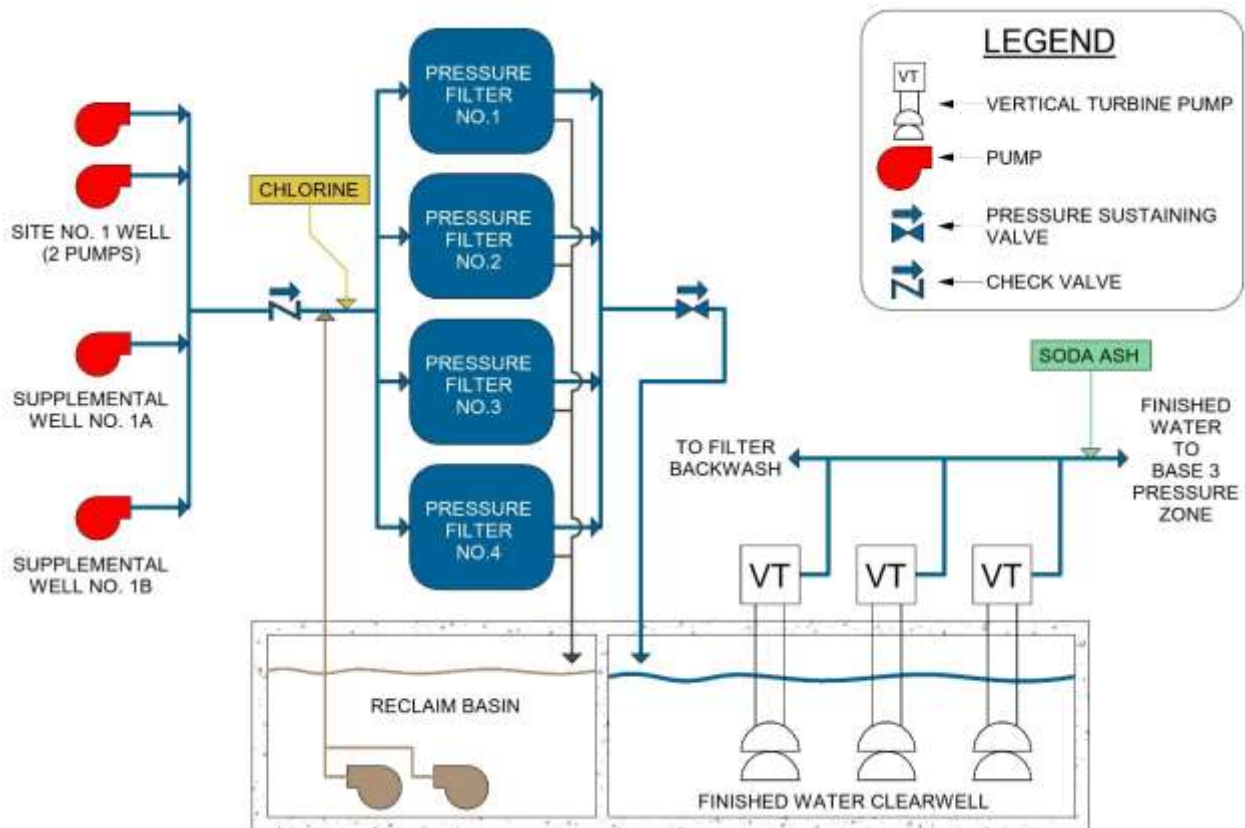 LEGEND
VT
VERTICAL TURBINE PUMP
PUMP
PRESSURE SUSTAINING
VALVE
CHECK VALVE
PRESSURE
FILTER
NO.1
PRESSURE
FILTER
NO.2
PRESSURE
FILTER
NO.3
PRESSURE
FILTER
NO.4
CHLORINE
SITE NO. 1 WELL
(2 PUMPS)
SUPPLEMENTAL
WELL NO. 1A
SUPPLEMENTAL
WELL NO. 1B
SODA ASH
TO FILTER
BACKWASH
FINISHED
WATER
TO
BASE 3
PRESSURE
ZONE
VT
VT
VT
RECLAIM BASIN
FINISHED WATER CLEARWELL